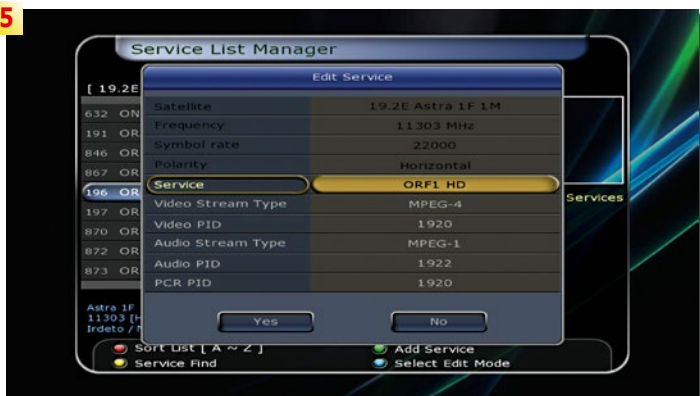 5
Service List Manager
Edit Service
[ 19.2E
Satellite 19.2E Astra 1F 1M
632 ON
Frequency 11303 MHz
191 OR
Symbol rate 22000
846 OR
Polarity Horizontal
867 OR
Service ORF1 HD
196 OR
Services
Video Stream Type MPEG-4
197 OR
Video PID 1920
870 OR
Audio Stream Type MPEG-1
872 OR
Audio PID 1922
873 OR
PCR PID 1920
Astra 1F
11303 [H
Irdeto /
Yes No
Sort List [ A ~ Z ] Add Service
Service Find Select Edit Mode